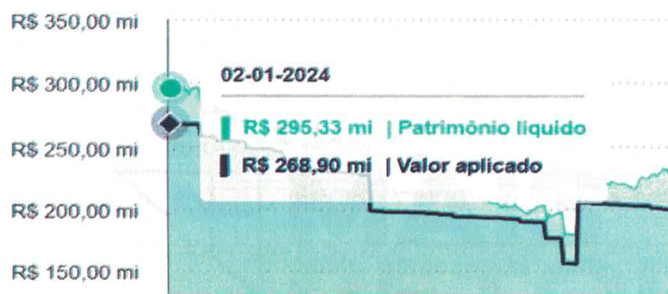 R$ 350,00 mi
R$ 300,00 mi
02-01-2024
R$ 295,33 mi | Patrimônio líquido
R$ 250,00 mi
R$ 268,90 mi | Valor aplicado
R$ 200,00 mi
R$ 150,00 mi